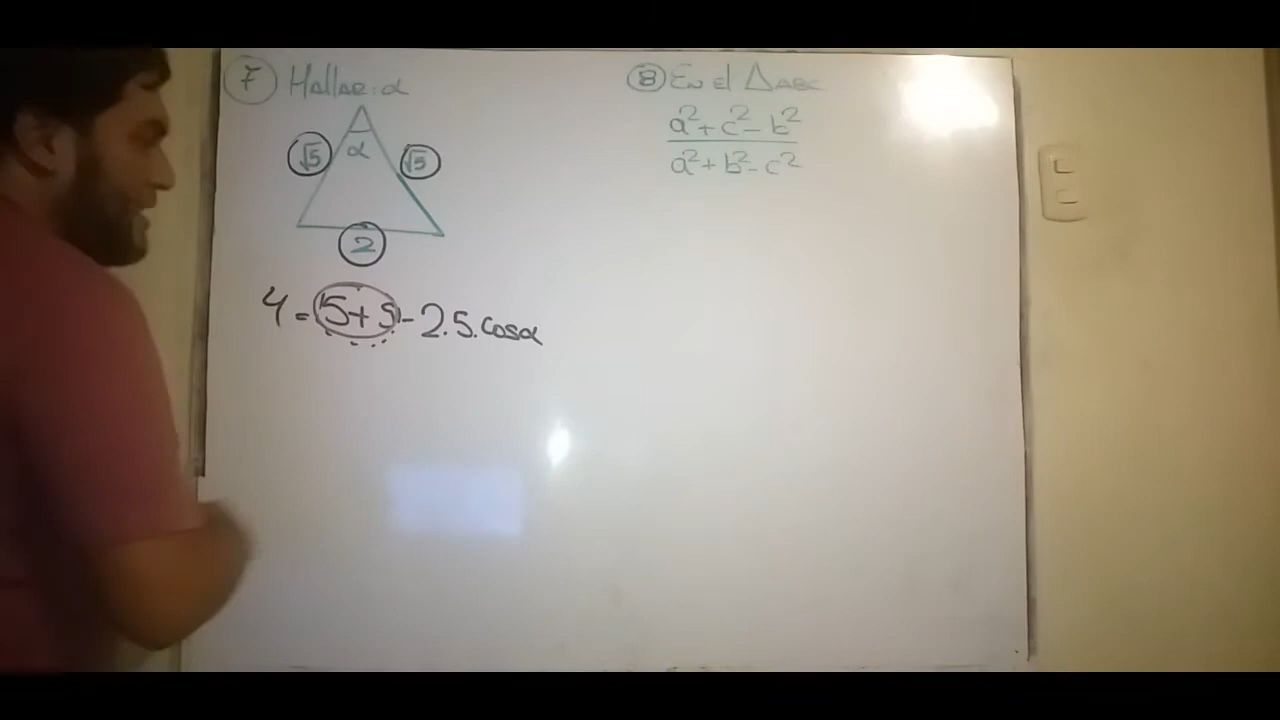 7 Hallar: α
√5 α √5
2
4 = (5+5) - 2.5.cosα
8 En el △ABC
a²+c²-b²
a²+b²-c²